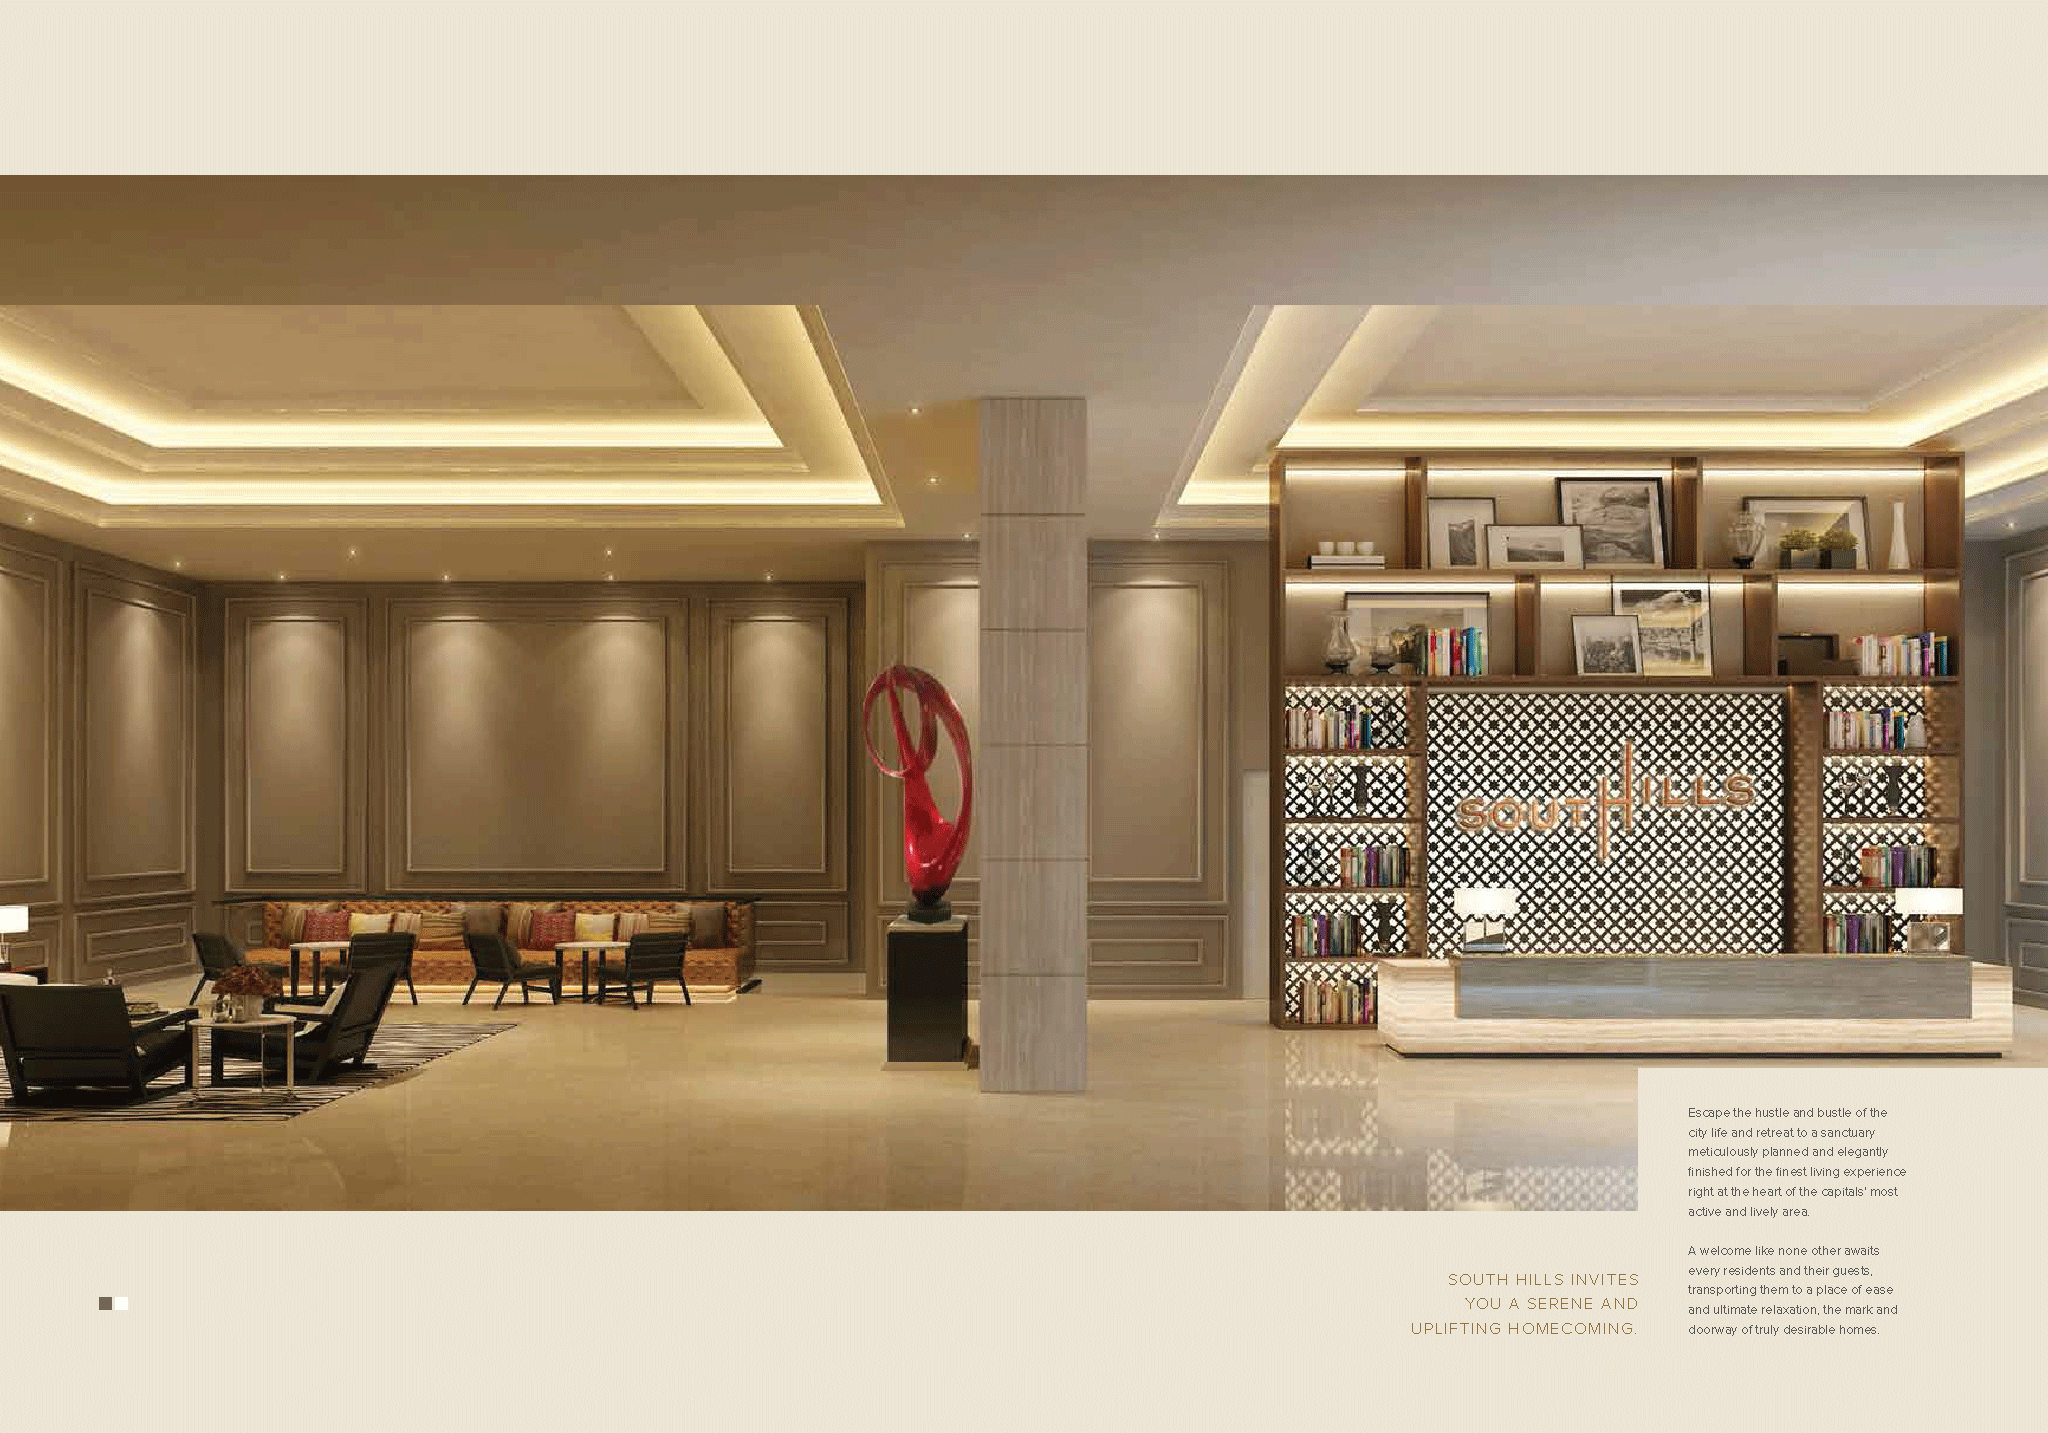 SOUTH HILLS
SOUTH HILLS INVITES
YOU A SERENE AND
UPLIFTING HOMECOMING.
Escape the hustle and bustle of the
city life and retreat to a sanctuary
meticulously planned and elegantly
finished for the finest living experience
right at the heart of the capitals' most
active and lively area.
A welcome like none other awaits
every residents and their guests,
transporting them to a place of ease
and ultimate relaxation, the mark and
doorway of truly desirable homes.